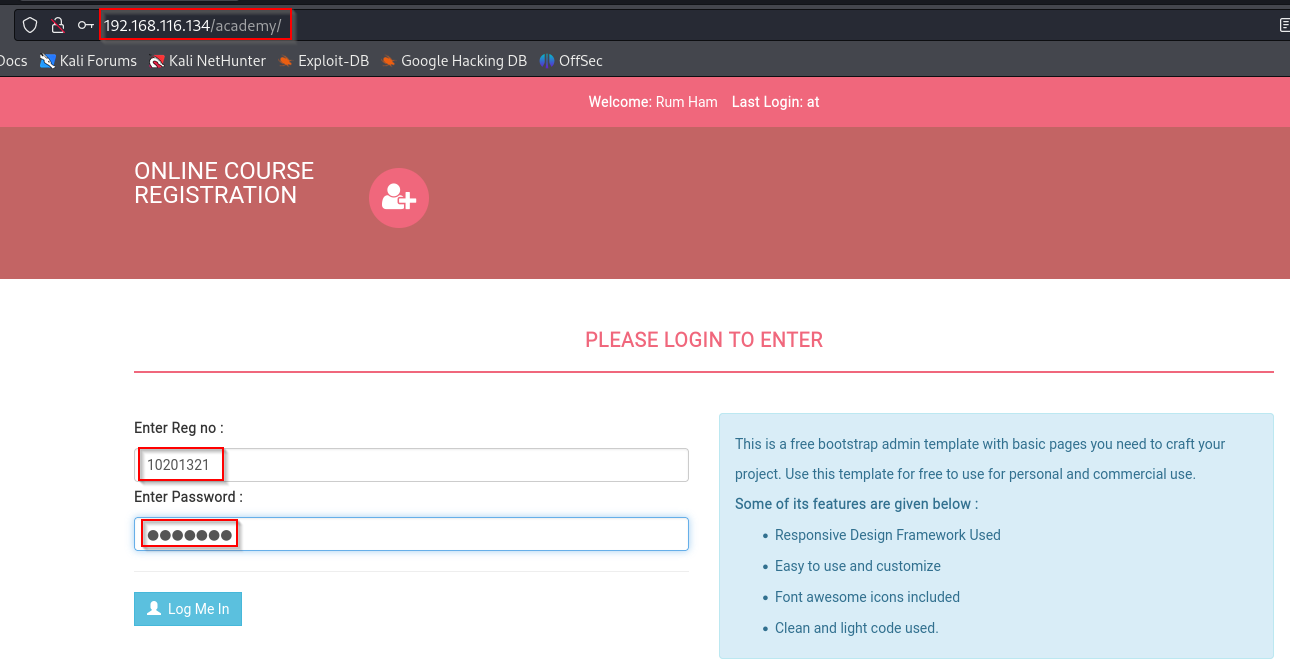 192.168.116.134/academy/
Docs Kali Forums Kali NetHunter Exploit-DB Google Hacking DB OffSec
Welcome: Rum Ham Last Login: at
ONLINE COURSE
REGISTRATION
PLEASE LOGIN TO ENTER
Enter Reg no :
10201321
Enter Password :
●●●●●●●
Log Me In
This is a free bootstrap admin template with basic pages you need to craft your
project. Use this template for free to use for personal and commercial use.
Some of its features are given below :
• Responsive Design Framework Used
• Easy to use and customize
• Font awesome icons included
• Clean and light code used.